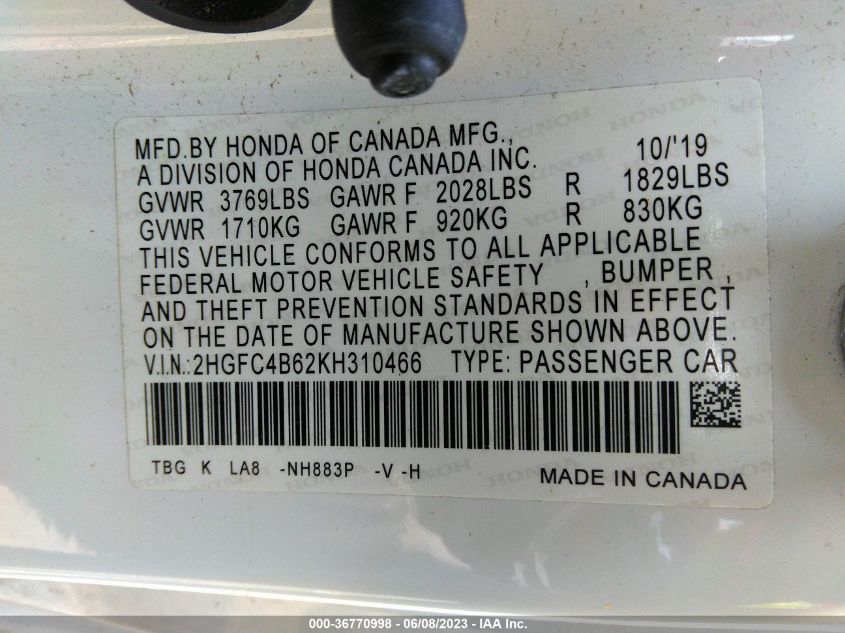 MFD.BY HONDA OF CANADA MFG.,
A DIVISION OF HONDA CANADA INC. 10/'19
GVWR 3769LBS GAWR F 2028LBS R 1829LBS
GVWR 1710KG GAWR F 920KG R 830KG
THIS VEHICLE CONFORMS TO ALL APPLICABLE
FEDERAL MOTOR VEHICLE SAFETY , BUMPER ,
AND THEFT PREVENTION STANDARDS IN EFFECT
ON THE DATE OF MANUFACTURE SHOWN ABOVE.
V.I.N.:2HGFC4B62KH310466 TYPE: PASSENGER CAR
TBG K LA8 -NH883P -V -H
MADE IN CANADA
000-36770998 - 06/08/2023 - IAA Inc.